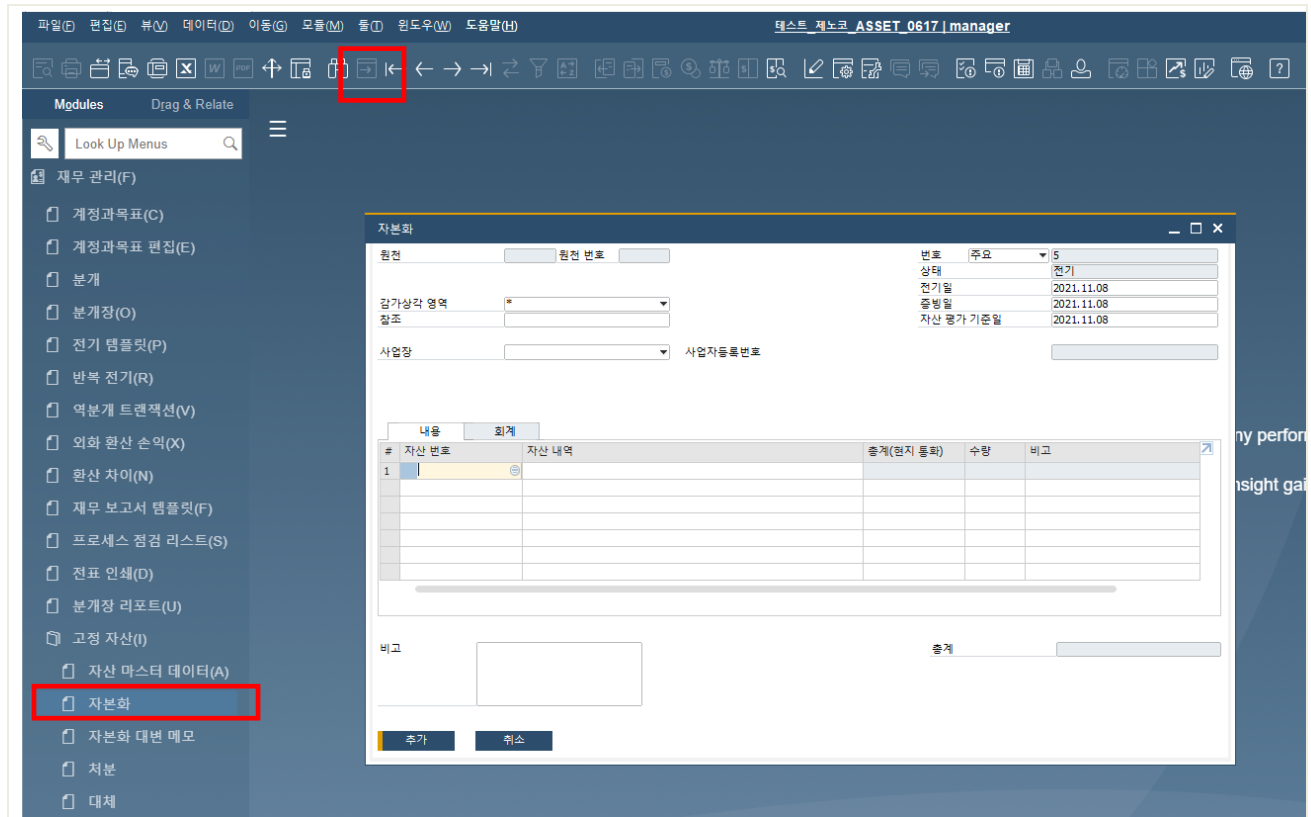 파일(F) 편집(E) 뷰(V) 데이터(D) 이동(G) 모듈(M) 툴(T) 윈도우(W) 도움말(H) 테스트_제노코_ASSET_0617 | manager
Modules Drag & Relate
Look Up Menus
재무 관리(F)
계정과목표(C)
계정과목표 편집(E)
분개
분개장(O)
전기 템플릿(P)
반복 전기(R)
역분개 트랜잭션(V)
외화 환산 손익(X)
환산 차이(N)
재무 보고서 템플릿(F)
프로세스 점검 리스트(S)
전표 인쇄(D)
분개장 리포트(U)
고정 자산(I)
자산 마스터 데이터(A)
자본화
자본화 대변 메모
처분
대체
자본화
원천 원천 번호 번호 주요 5
상태 전기
전기일 2021.11.08
감가상각 영역 * 증빙일 2021.11.08
참조 자산 평가 기준일 2021.11.08
사업장 사업자등록번호
내용 회계
# 자산 번호 자산 내역 총계(현지 통화) 수량 비고
1
비고 총계
추가 취소
ny perforn
nsight gai